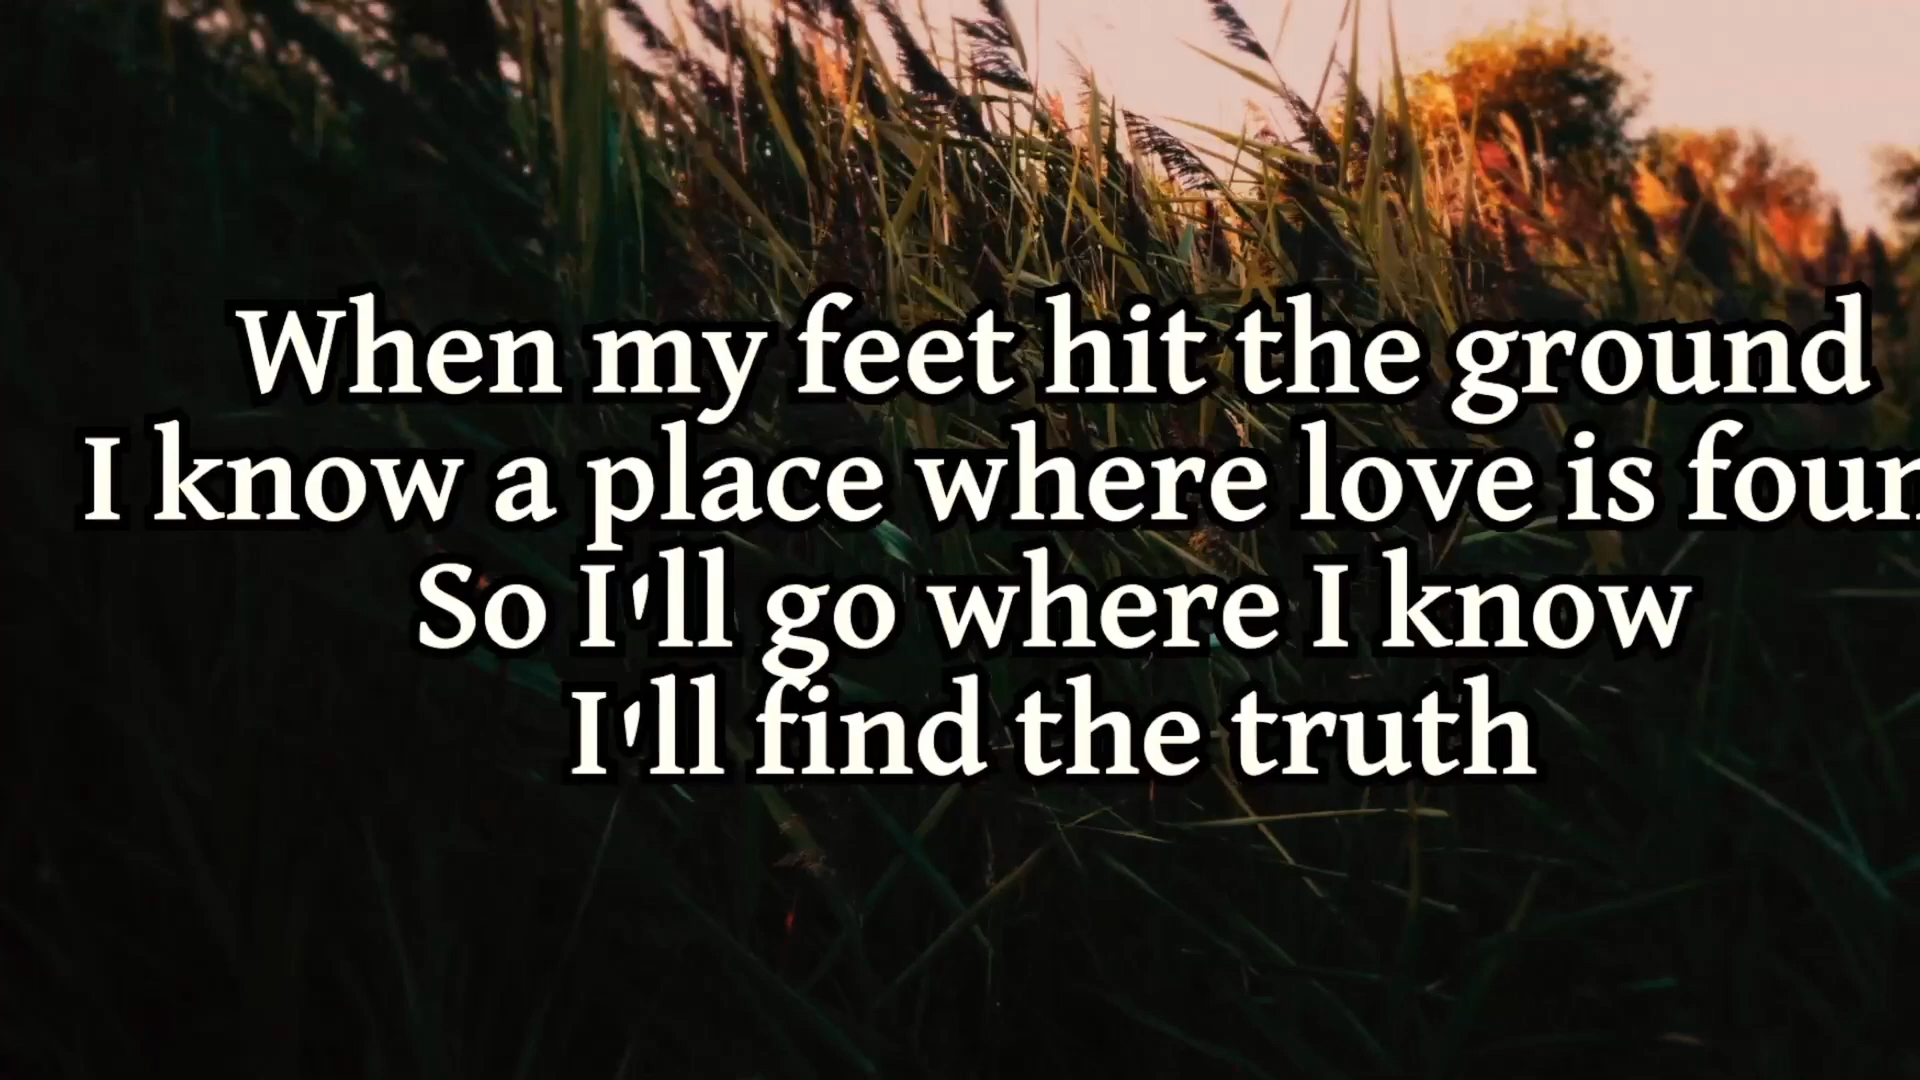 When my feet hit the ground
I know a place where love is foun
So I'll go where I know
I'll find the truth